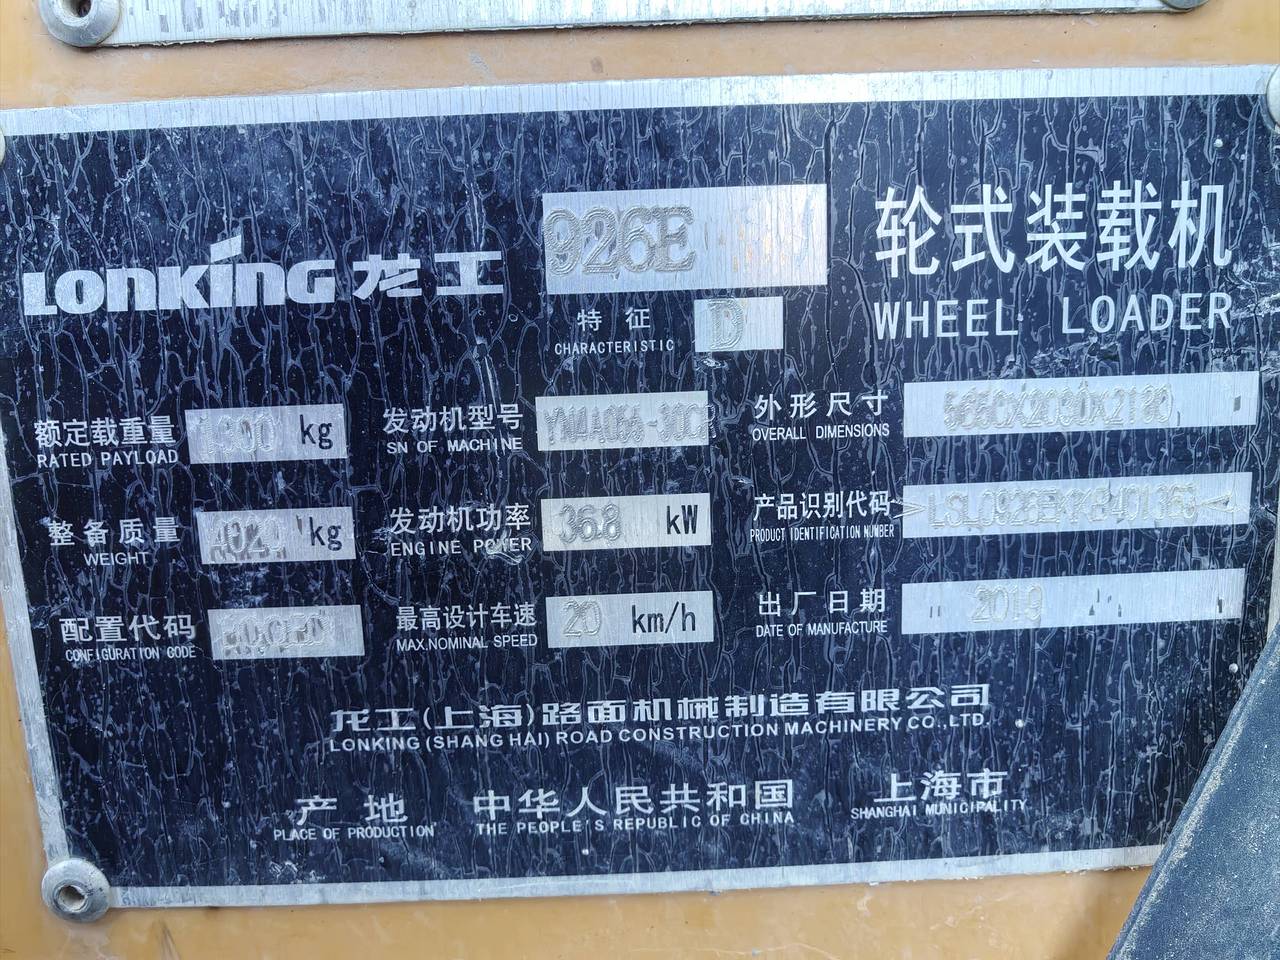 LONKING 龙工
926E
轮式装载机
WHEEL LOADER
特征
CHARACTERISTIC
D
额定载重量
RATED PAYLOAD
kg
发动机型号
SN OF MACHINE
外形尺寸
OVERALL DIMENSIONS
整备质量
WEIGHT
kg
发动机功率
ENGINE POWER
36.8 kW
产品识别代码
PRODUCT IDENTIFICATION NUMBER
配置代码
CONFIGURATION CODE
最高设计车速
MAX.NOMINAL SPEED
20 km/h
出厂日期
DATE OF MANUFACTURE
2019
龙工(上海)路面机械制造有限公司
LONKING (SHANG HAI) ROAD CONSTRUCTION MACHINERY CO., LTD.
产地 中华人民共和国 上海市
PLACE OF PRODUCTION THE PEOPLE'S REPUBLIC OF CHINA SHANGHAI MUNICIPALITY